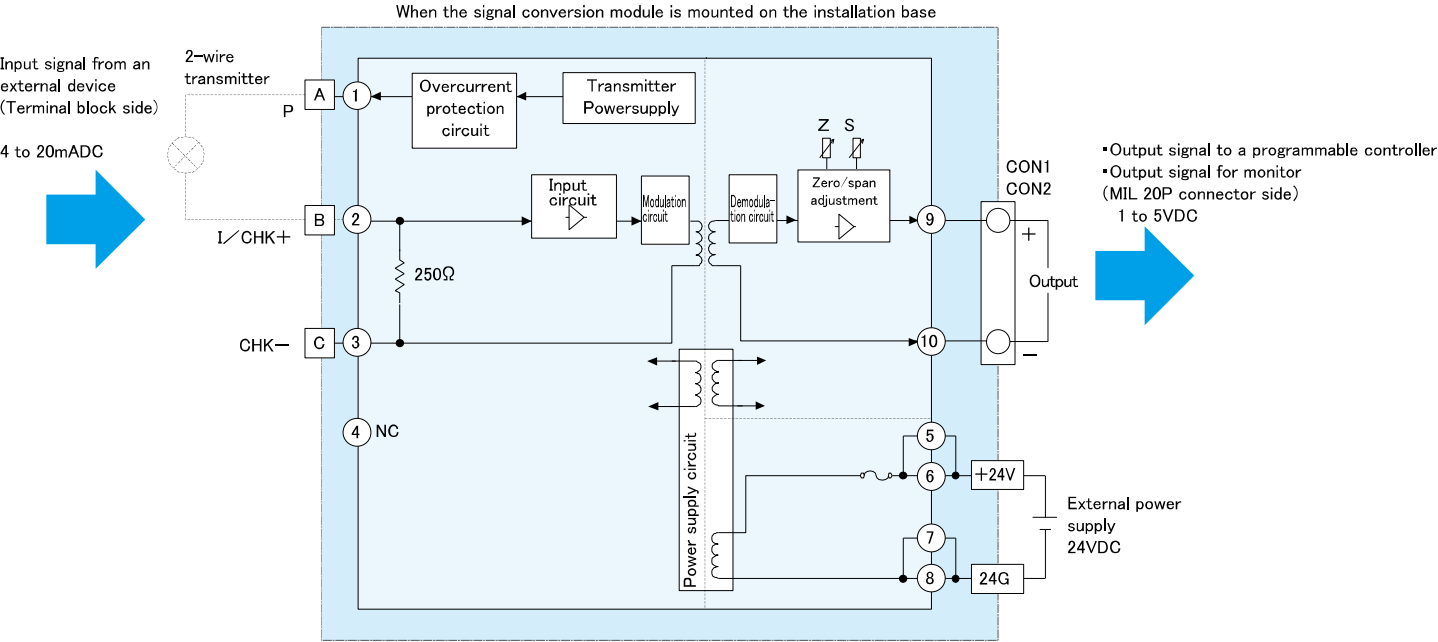 When the signal conversion module is mounted on the installation base
Input signal from an
external device
(Terminal block side)
4 to 20mADC
2-wire
transmitter
P
A
1
Overcurrent
protection
circuit
Transmitter
Powersupply
Z S
B
2
I/CHK+
Input
circuit
Modulation
circuit
Demodula-
tion circuit
Zero/span
adjustment
9
CON1
CON2
+
Output
−
250Ω
CHK−
C
3
10
▪Output signal to a programmable controller
▪Output signal for monitor
(MIL 20P connector side)
1 to 5VDC
4
NC
Power supply circuit
5
6
+24V
7
8
24G
External power
supply
24VDC